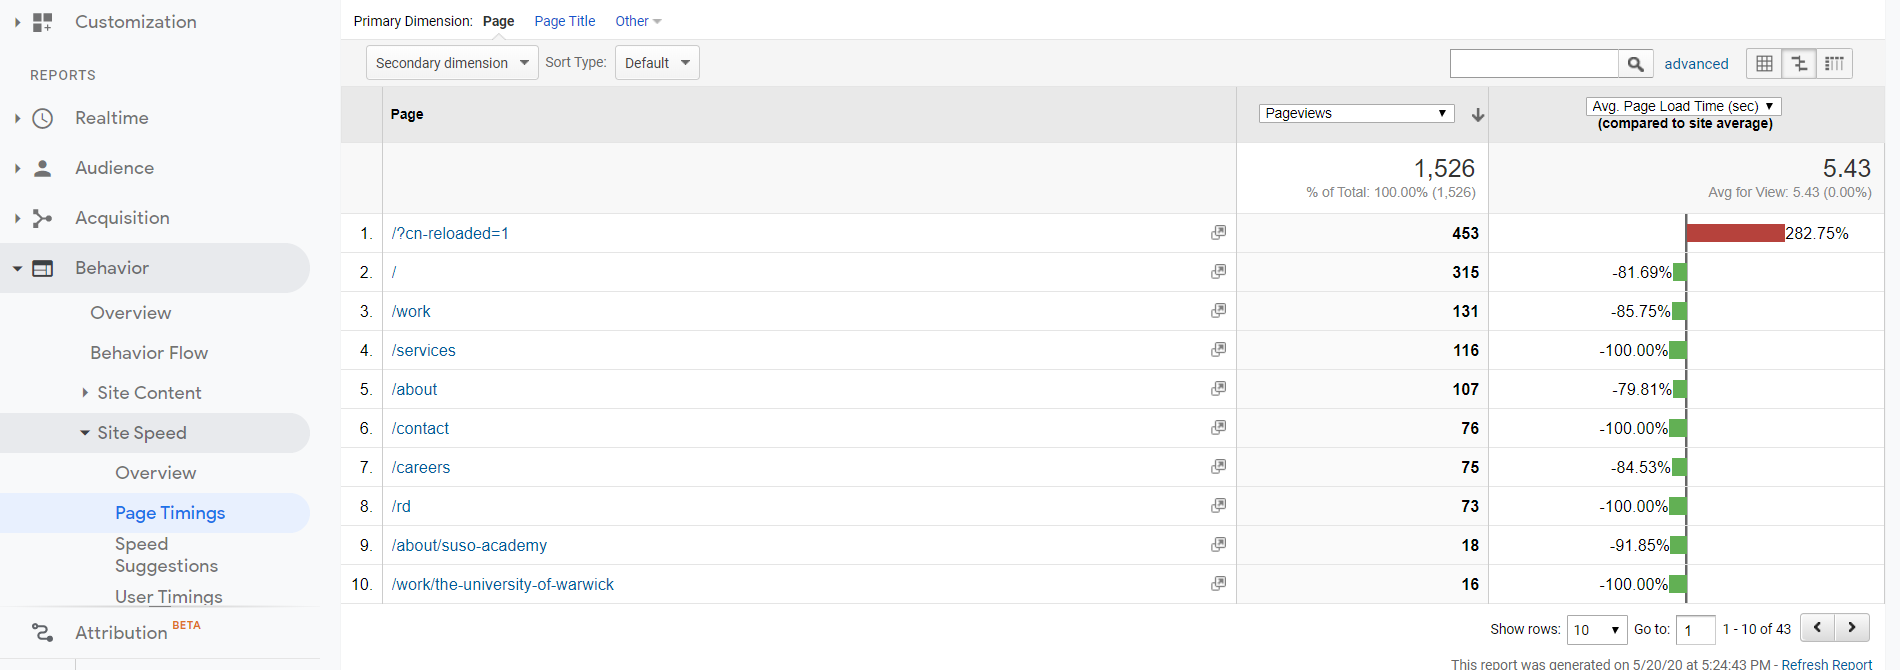 Customization
REPORTS
Realtime
Audience
Acquisition
Behavior
Overview
Behavior Flow
Site Content
Site Speed
Overview
Page Timings
Speed
Suggestions
User Timings
Attribution BETA
Primary Dimension: Page Page Title Other
Secondary dimension Sort Type: Default advanced
Page Pageviews Avg. Page Load Time (sec)
(compared to site average)
1,526 5.43
% of Total: 100.00% (1,526) Avg for View: 5.43 (0.00%)
1. /?cn-reloaded=1 453 282.75%
2. / 315 -81.69%
3. /work 131 -85.75%
4. /services 116 -100.00%
5. /about 107 -79.81%
6. /contact 76 -100.00%
7. /careers 75 -84.53%
8. /rd 73 -100.00%
9. /about/suso-academy 18 -91.85%
10. /work/the-university-of-warwick 16 -100.00%
Show rows: 10 Go to: 1 1 - 10 of 43
This report was generated on 5/20/20 at 5:24:43 PM - Refresh Report